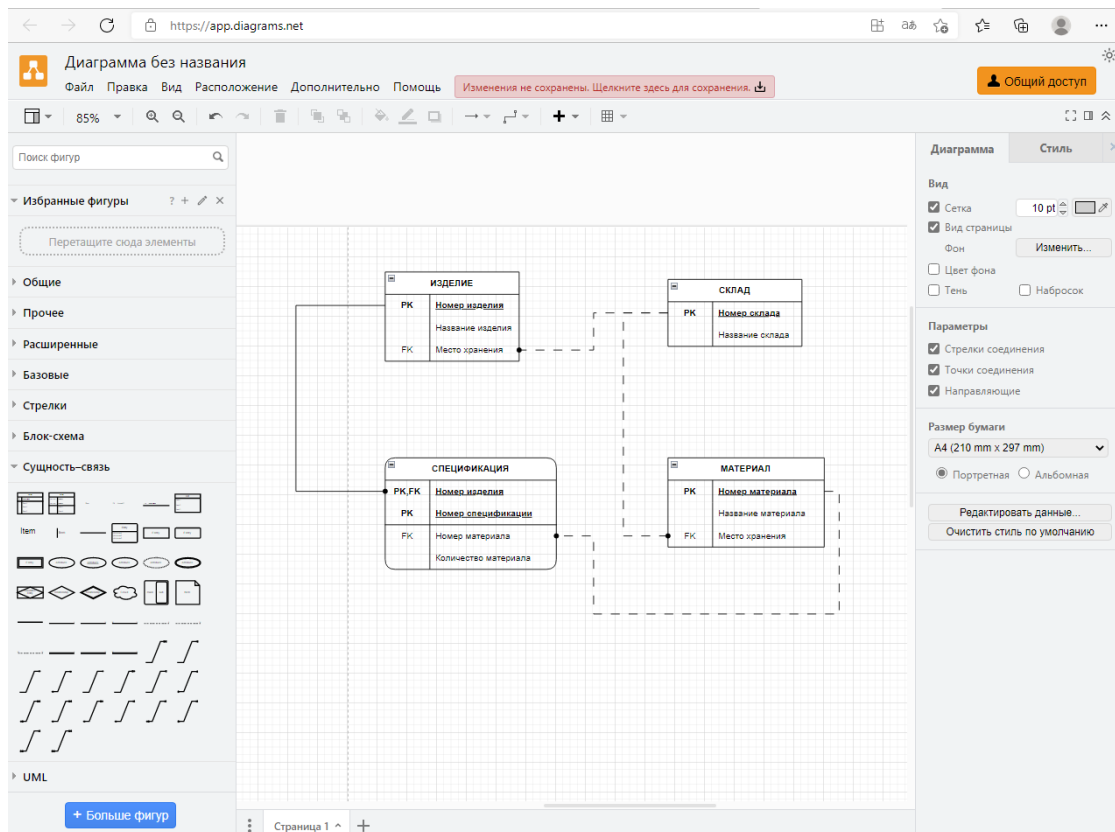 https://app.diagrams.net
Диаграмма без названия
Файл Правка Вид Расположение Дополнительно Помощь
Изменения не сохранены. Щелкните здесь для сохранения.
Общий доступ
85%
Поиск фигур
Избранные фигуры
Перетащите сюда элементы
Общие
Прочее
Расширенные
Базовые
Стрелки
Блок-схема
Сущность–связь
Item
UML
+ Больше фигур
ИЗДЕЛИЕ
PK Номер изделия
Название изделия
FK Место хранения
СКЛАД
PK Номер склада
Название склада
СПЕЦИФИКАЦИЯ
PK,FK Номер изделия
PK Номер спецификации
FK Номер материала
Количество материала
МАТЕРИАЛ
PK Номер материала
Название материала
FK Место хранения
Страница 1
Диаграмма Стиль
Вид
Сетка 10 pt
Вид страницы
Фон Изменить...
Цвет фона
Тень Набросок
Параметры
Стрелки соединения
Точки соединения
Направляющие
Размер бумаги
A4 (210 mm x 297 mm)
Портретная Альбомная
Редактировать данные...
Очистить стиль по умолчанию